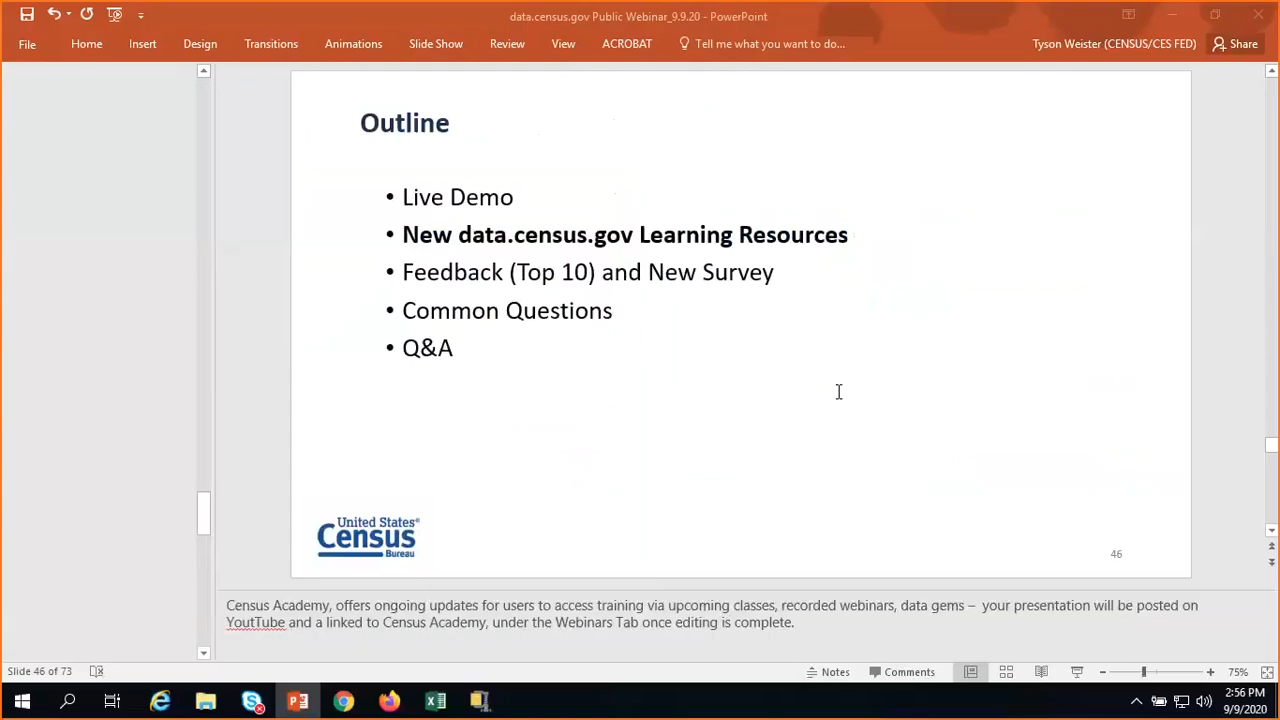 data.census.gov Public Webinar_9.9.20 - PowerPoint
File Home Insert Design Transitions Animations Slide Show Review View ACROBAT Tell me what you want to do... Tyson Weister (CENSUS/CES FED) Share
Outline
• Live Demo
• New data.census.gov Learning Resources
• Feedback (Top 10) and New Survey
• Common Questions
• Q&A
United States®
Census
Bureau
46
Census Academy, offers ongoing updates for users to access training via upcoming classes, recorded webinars, data gems – your presentation will be posted on
YoutTube and a linked to Census Academy, under the Webinars Tab once editing is complete.
Slide 46 of 73 Notes Comments 75%
2:56 PM
9/9/2020